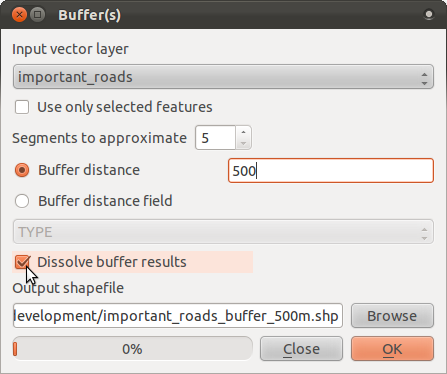 Buffer(s)
Input vector layer
important_roads
Use only selected features
Segments to approximate 5
Buffer distance 500
Buffer distance field
TYPE
Dissolve buffer results
Output shapefile
levelopment/important_roads_buffer_500m.shp Browse
0% Close OK